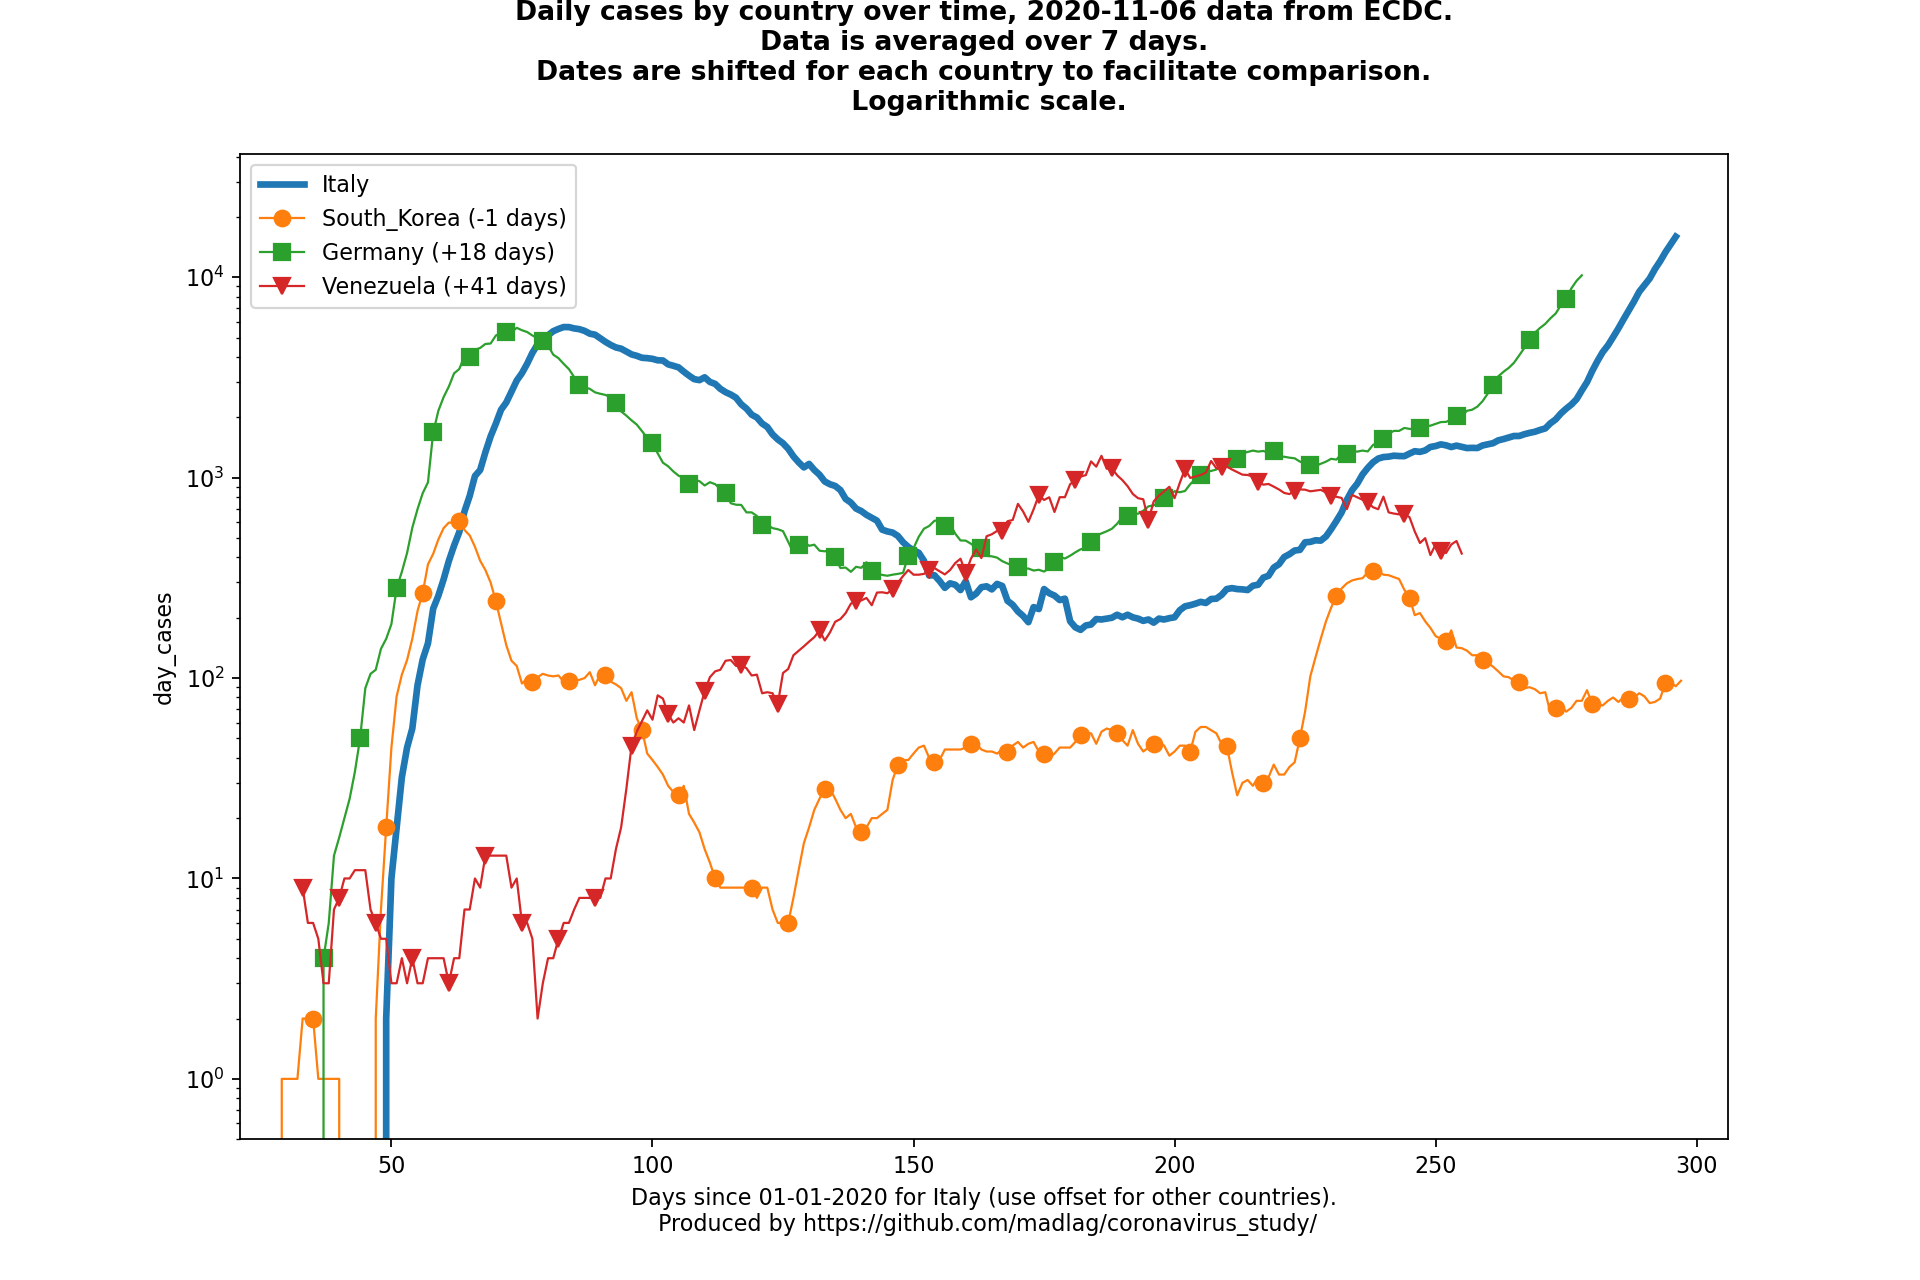 Daily cases by country over time, 2020-11-06 data from ECDC.
Data is averaged over 7 days.
Dates are shifted for each country to facilitate comparison.
Logarithmic scale.
Italy
South_Korea (-1 days)
Germany (+18 days)
Venezuela (+41 days)
day_cases
10⁴
10³
10²
10¹
10⁰
50 100 150 200 250 300
Days since 01-01-2020 for Italy (use offset for other countries).
Produced by https://github.com/madlag/coronavirus_study/